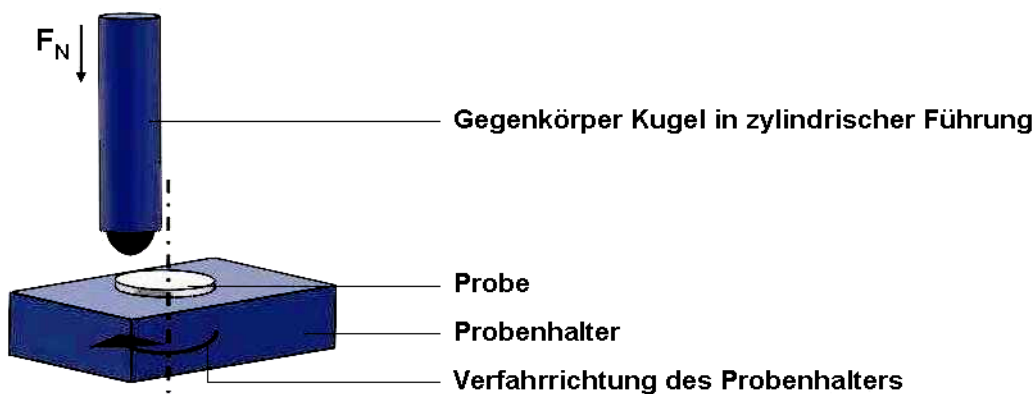 F_N
Gegenkörper Kugel in zylindrischer Führung
Probe
Probenhalter
Verfahrrichtung des Probenhalters